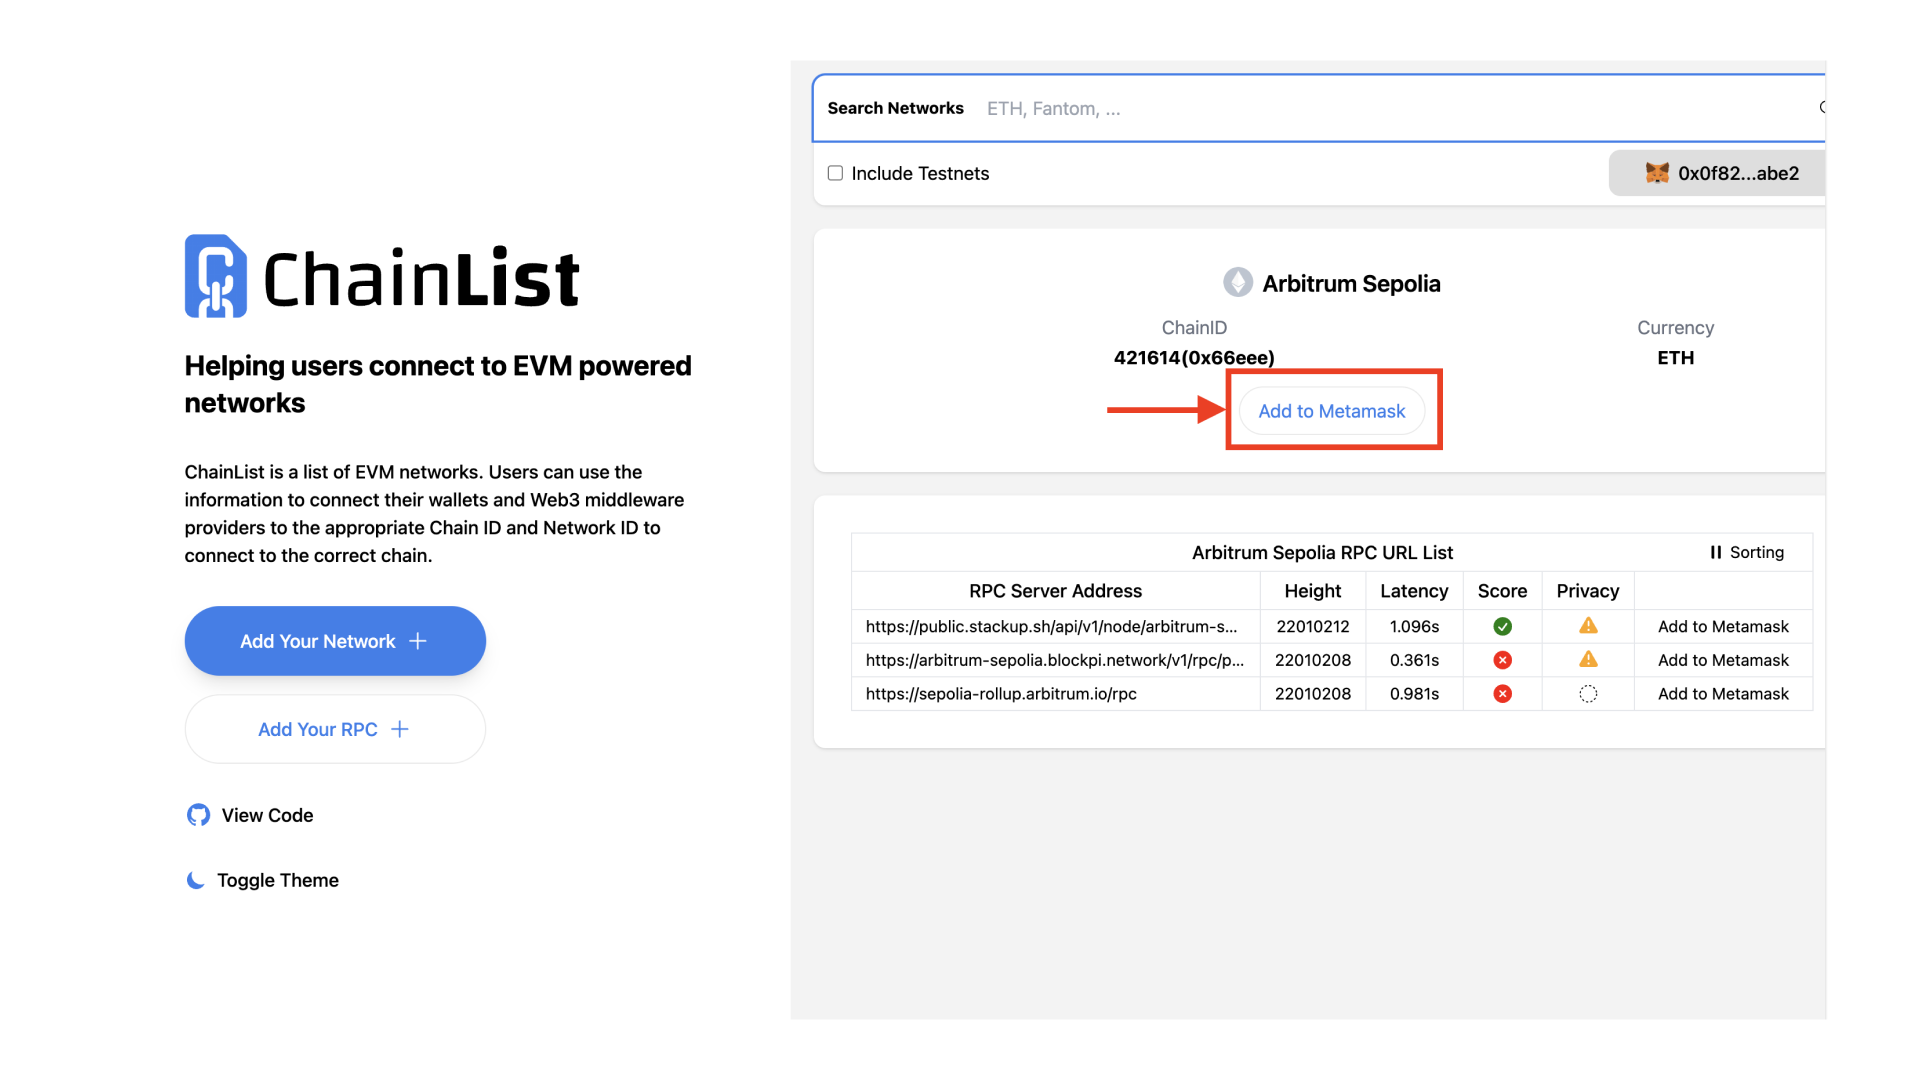 ChainList
Helping users connect to EVM powered
networks
ChainList is a list of EVM networks. Users can use the
information to connect their wallets and Web3 middleware
providers to the appropriate Chain ID and Network ID to
connect to the correct chain.
Add Your Network +
Add Your RPC +
View Code
Toggle Theme
Search Networks ETH, Fantom, ...
Include Testnets 0x0f82...abe2
Arbitrum Sepolia
ChainID Currency
421614(0x66eee) ETH
Add to Metamask
Arbitrum Sepolia RPC URL List Sorting
RPC Server Address Height Latency Score Privacy
https://public.stackup.sh/api/v1/node/arbitrum-s... 22010212 1.096s Add to Metamask
https://arbitrum-sepolia.blockpi.network/v1/rpc/p... 22010208 0.361s Add to Metamask
https://sepolia-rollup.arbitrum.io/rpc 22010208 0.981s Add to Metamask